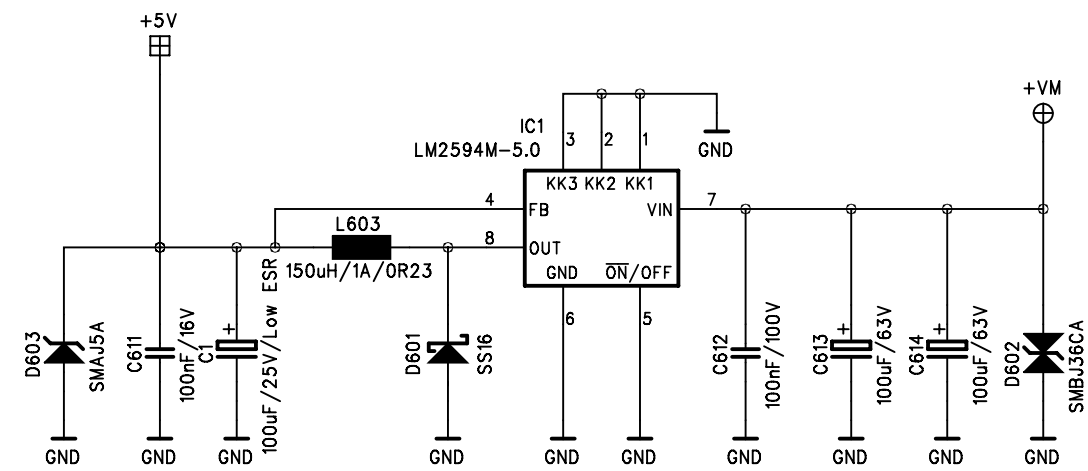 +5V
+VM
IC1
LM2594M-5.0
3
2
1
GND
KK3
KK2
KK1
4
FB
VIN
7
L603
8
OUT
150uH/1A/0R23
GND
ON/OFF
6
5
D603
SMAJ5A
C611
100nF/16V
C1
+
100uF/25V/Low ESR
D601
SS16
C612
100nF/100V
C613
+
100uF/63V
C614
+
100uF/63V
D602
SMBJ36CA
GND
GND
GND
GND
GND
GND
GND
GND
GND
GND